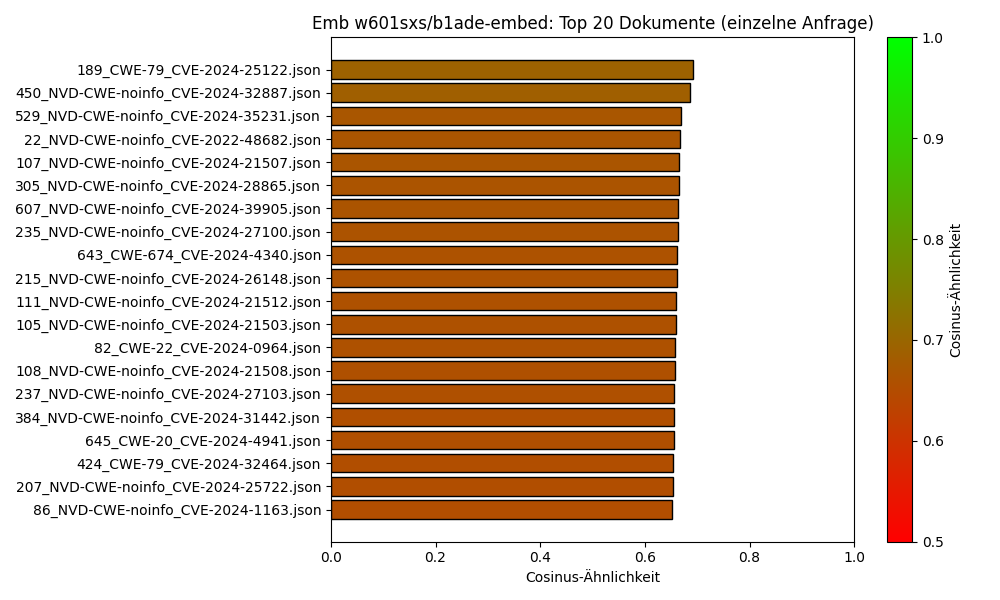 Emb w601sxs/b1ade-embed: Top 20 Dokumente (einzelne Anfrage)
189_CWE-79_CVE-2024-25122.json
450_NVD-CWE-noinfo_CVE-2024-32887.json
529_NVD-CWE-noinfo_CVE-2024-35231.json
22_NVD-CWE-noinfo_CVE-2022-48682.json
107_NVD-CWE-noinfo_CVE-2024-21507.json
305_NVD-CWE-noinfo_CVE-2024-28865.json
607_NVD-CWE-noinfo_CVE-2024-39905.json
235_NVD-CWE-noinfo_CVE-2024-27100.json
643_CWE-674_CVE-2024-4340.json
215_NVD-CWE-noinfo_CVE-2024-26148.json
111_NVD-CWE-noinfo_CVE-2024-21512.json
105_NVD-CWE-noinfo_CVE-2024-21503.json
82_CWE-22_CVE-2024-0964.json
108_NVD-CWE-noinfo_CVE-2024-21508.json
237_NVD-CWE-noinfo_CVE-2024-27103.json
384_NVD-CWE-noinfo_CVE-2024-31442.json
645_CWE-20_CVE-2024-4941.json
424_CWE-79_CVE-2024-32464.json
207_NVD-CWE-noinfo_CVE-2024-25722.json
86_NVD-CWE-noinfo_CVE-2024-1163.json
0.0 0.2 0.4 0.6 0.8 1.0
Cosinus-Ähnlichkeit
1.0
0.9
0.8
0.7
0.6
0.5
Cosinus-Ähnlichkeit